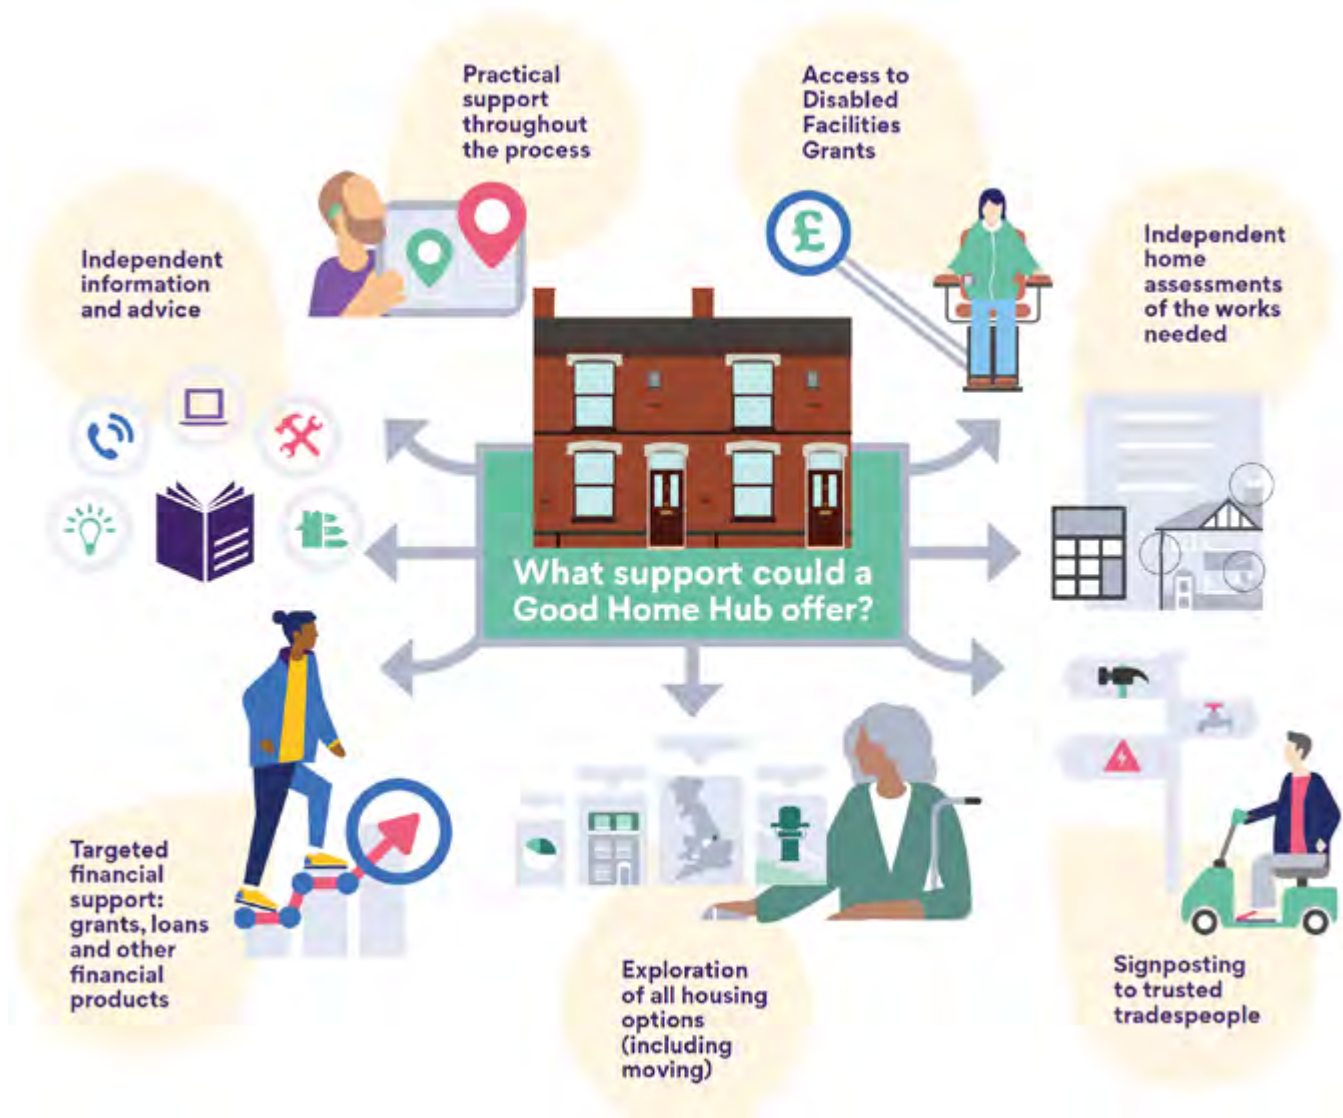 Practical
support
throughout
the process
Access to
Disabled
Facilities
Grants
Independent
information
and advice
Independent
home
assessments
of the works
needed
£
What support could a
Good Home Hub offer?
Targeted
financial
support:
grants, loans
and other
financial
products
Exploration
of all housing
options
(including
moving)
Signposting
to trusted
tradespeople